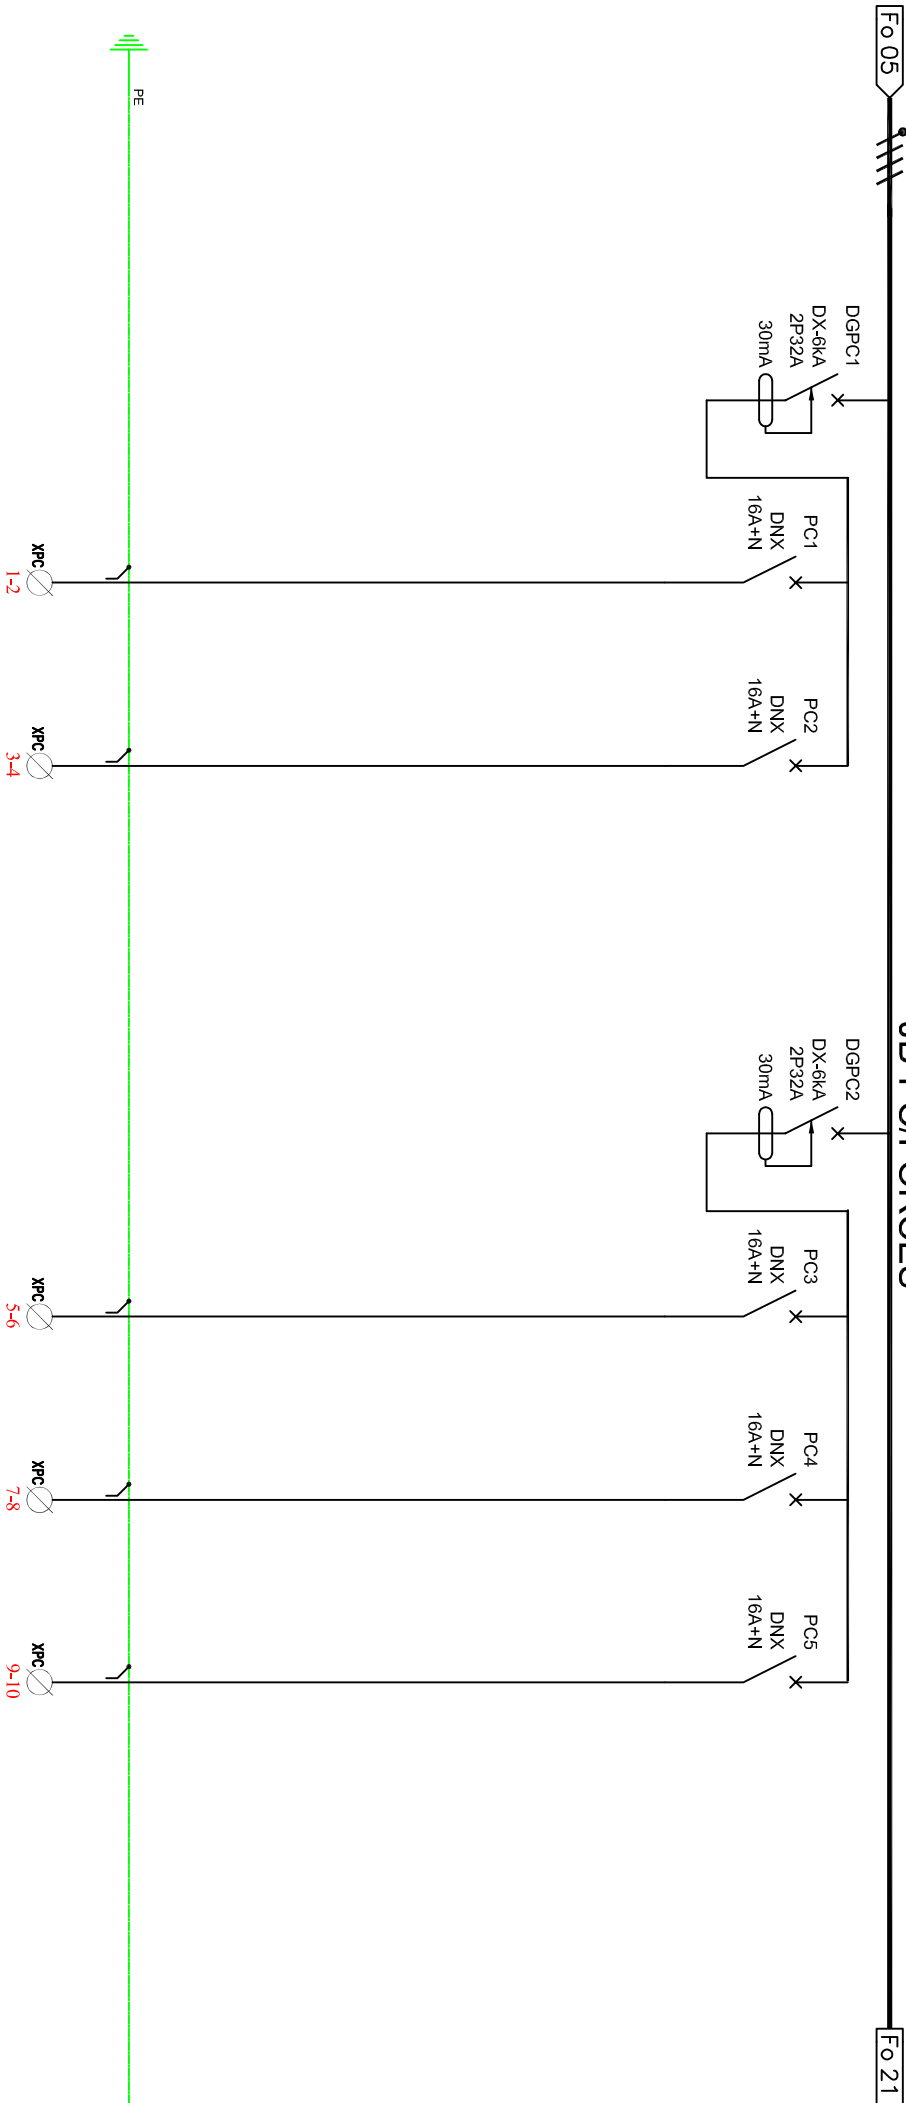 Fo 05
Fo 21
PE
DGPC1
DX-6kA
2P32A
30mA
PC1
DNX
16A+N
PC2
DNX
16A+N
DGPC2
DX-6kA
2P32A
30mA
PC3
DNX
16A+N
PC4
DNX
16A+N
PC5
DNX
16A+N
XPC
1-2
XPC
3-4
XPC
5-6
XPC
7-8
XPC
9-10